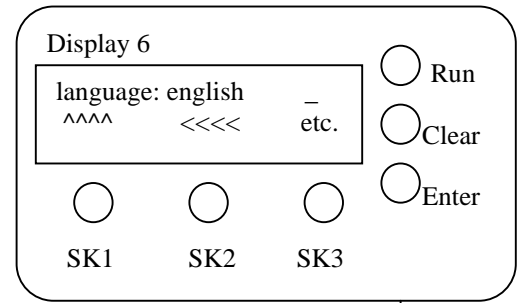 Display 6
language: english _
^^^^ <<<< etc.
SK1 SK2 SK3
Run
Clear
Enter